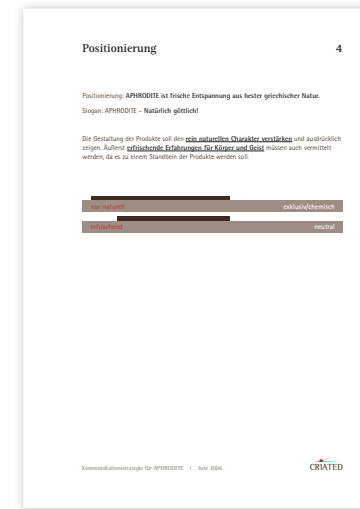 Positionierung 4
Positionierung: APHRODITE ist frische Entspannung aus bester griechischer Natur.
Slogan: APHRODITE – Natürlich göttlich!
Die Gestaltung der Produkte soll den rein naturellen Charakter verstärken und ausdrücklich
zeigen. Äußerst erfrischende Erfahrungen für Körper und Geist müssen auch vermittelt
werden, da es zu einem Standbein der Produkte werden soll.
nur naturell exklusiv/chemisch
erfrischend neutral
Kommunikationsstrategie für APHRODITE | Juni 2006
CRIATED